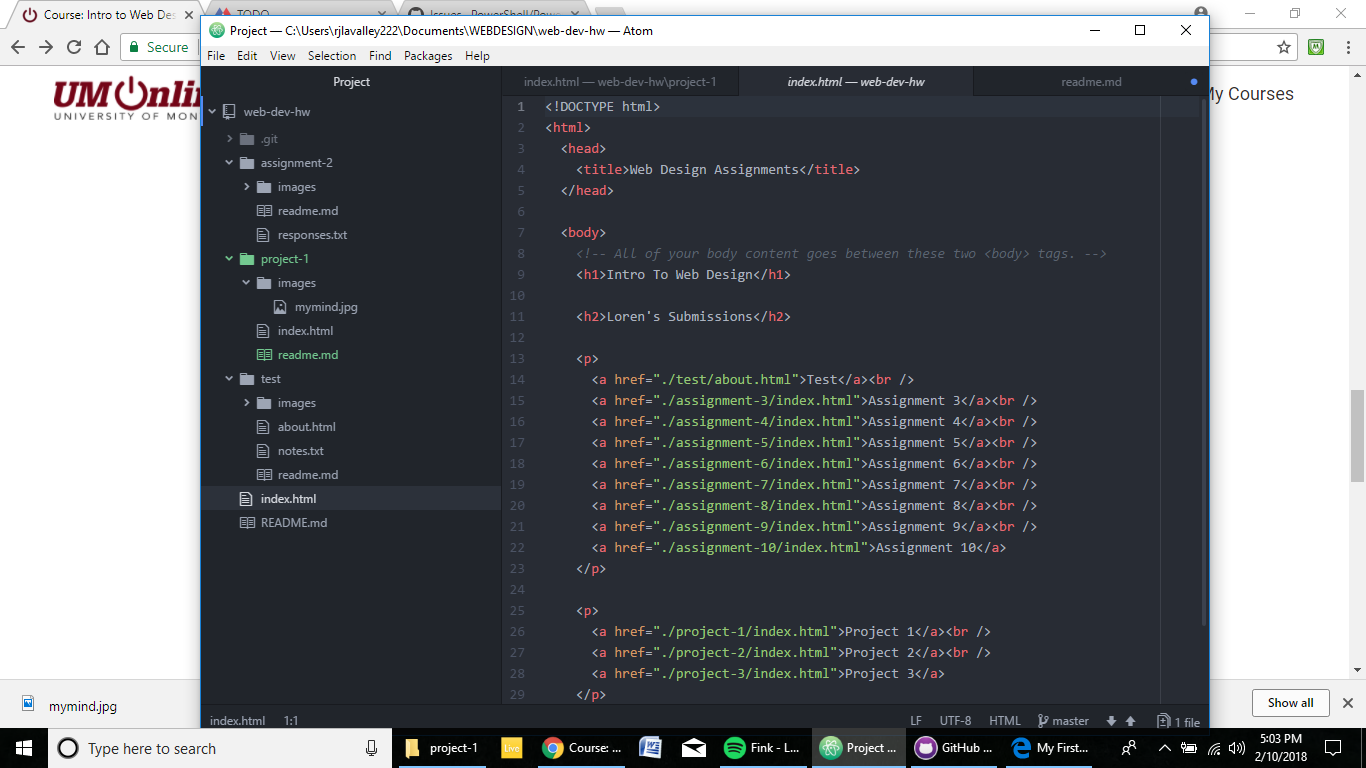 Course: Intro to Web Des
TODO
Issues · PowerShell/Pow
Secure
UMOnlin
UNIVERSITY OF MON
My Courses
Project — C:\Users\rjlavalley222\Documents\WEBDESIGN\web-dev-hw — Atom
File Edit View Selection Find Packages Help
Project
index.html — web-dev-hw\project-1
index.html — web-dev-hw
readme.md
web-dev-hw
.git
assignment-2
images
readme.md
responses.txt
project-1
images
mymind.jpg
index.html
readme.md
test
images
about.html
notes.txt
readme.md
index.html
README.md
1 <!DOCTYPE html>
2 <html>
3 <head>
4 <title>Web Design Assignments</title>
5 </head>
6
7 <body>
8 <!-- All of your body content goes between these two <body> tags. -->
9 <h1>Intro To Web Design</h1>
10
11 <h2>Loren's Submissions</h2>
12
13 <p>
14 <a href="./test/about.html">Test</a><br />
15 <a href="./assignment-3/index.html">Assignment 3</a><br />
16 <a href="./assignment-4/index.html">Assignment 4</a><br />
17 <a href="./assignment-5/index.html">Assignment 5</a><br />
18 <a href="./assignment-6/index.html">Assignment 6</a><br />
19 <a href="./assignment-7/index.html">Assignment 7</a><br />
20 <a href="./assignment-8/index.html">Assignment 8</a><br />
21 <a href="./assignment-9/index.html">Assignment 9</a><br />
22 <a href="./assignment-10/index.html">Assignment 10</a>
23 </p>
24
25 <p>
26 <a href="./project-1/index.html">Project 1</a><br />
27 <a href="./project-2/index.html">Project 2</a><br />
28 <a href="./project-3/index.html">Project 3</a>
29 </p>
index.html 1:1
LF UTF-8 HTML master 1 file
mymind.jpg
Show all
Type here to search
project-1
Live
Course: ...
Fink - L...
Project ...
GitHub ...
My First...
5:03 PM
2/10/2018